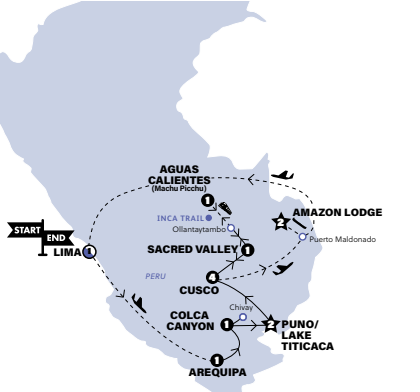 AGUAS
CALIENTES
(Machu Picchu)
1
INCA TRAIL
Ollantaytambo
2
AMAZON LODGE
Puerto Maldonado
START
END
LIMA
1
SACRED VALLEY
1
PERU
4
CUSCO
Chivay
COLCA
CANYON
1
2
PUNO/
LAKE
TITICACA
1
AREQUIPA